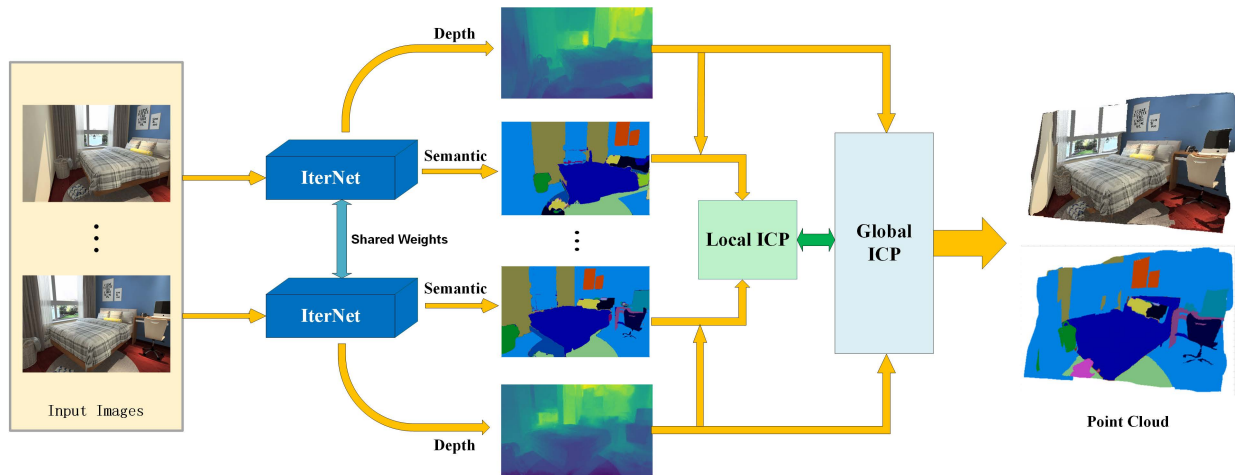 Depth
Semantic
IterNet
Shared Weights
Local ICP
Global
ICP
Semantic
IterNet
Input Images
Depth
Point Cloud